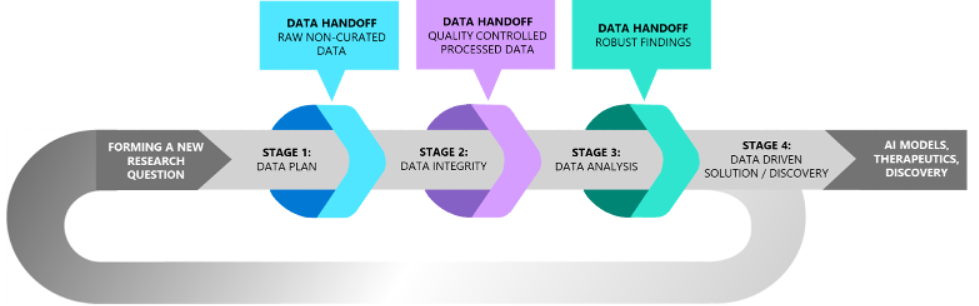 DATA HANDOFF
RAW NON-CURATED
DATA
DATA HANDOFF
QUALITY CONTROLLED
PROCESSED DATA
DATA HANDOFF
ROBUST FINDINGS
FORMING A NEW
RESEARCH
QUESTION
STAGE 1:
DATA PLAN
STAGE 2:
DATA INTEGRITY
STAGE 3:
DATA ANALYSIS
STAGE 4:
DATA DRIVEN
SOLUTION / DISCOVERY
AI MODELS,
THERAPEUTICS,
DISCOVERY